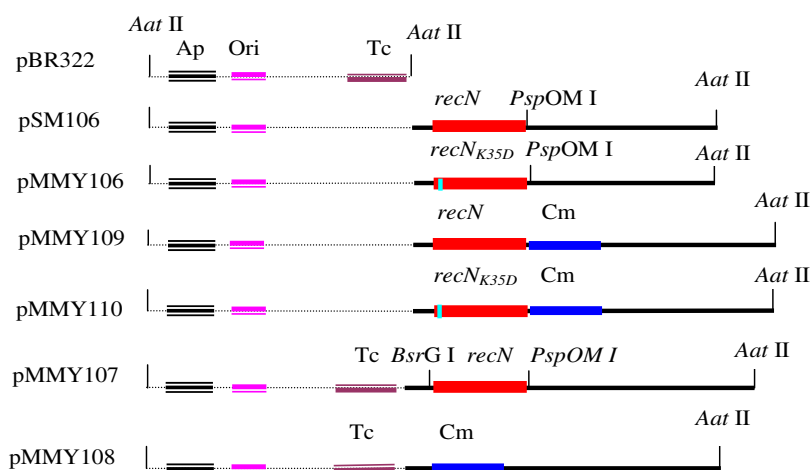 Aat II Aat II
Ap Ori Tc
pBR322
recN PspOM I Aat II
pSM106
recN_K35D PspOM I Aat II
pMMY106
recN Cm Aat II
pMMY109
recN_K35D Cm Aat II
pMMY110
Tc BsrG I recN PspOM I Aat II
pMMY107
Tc Cm Aat II
pMMY108